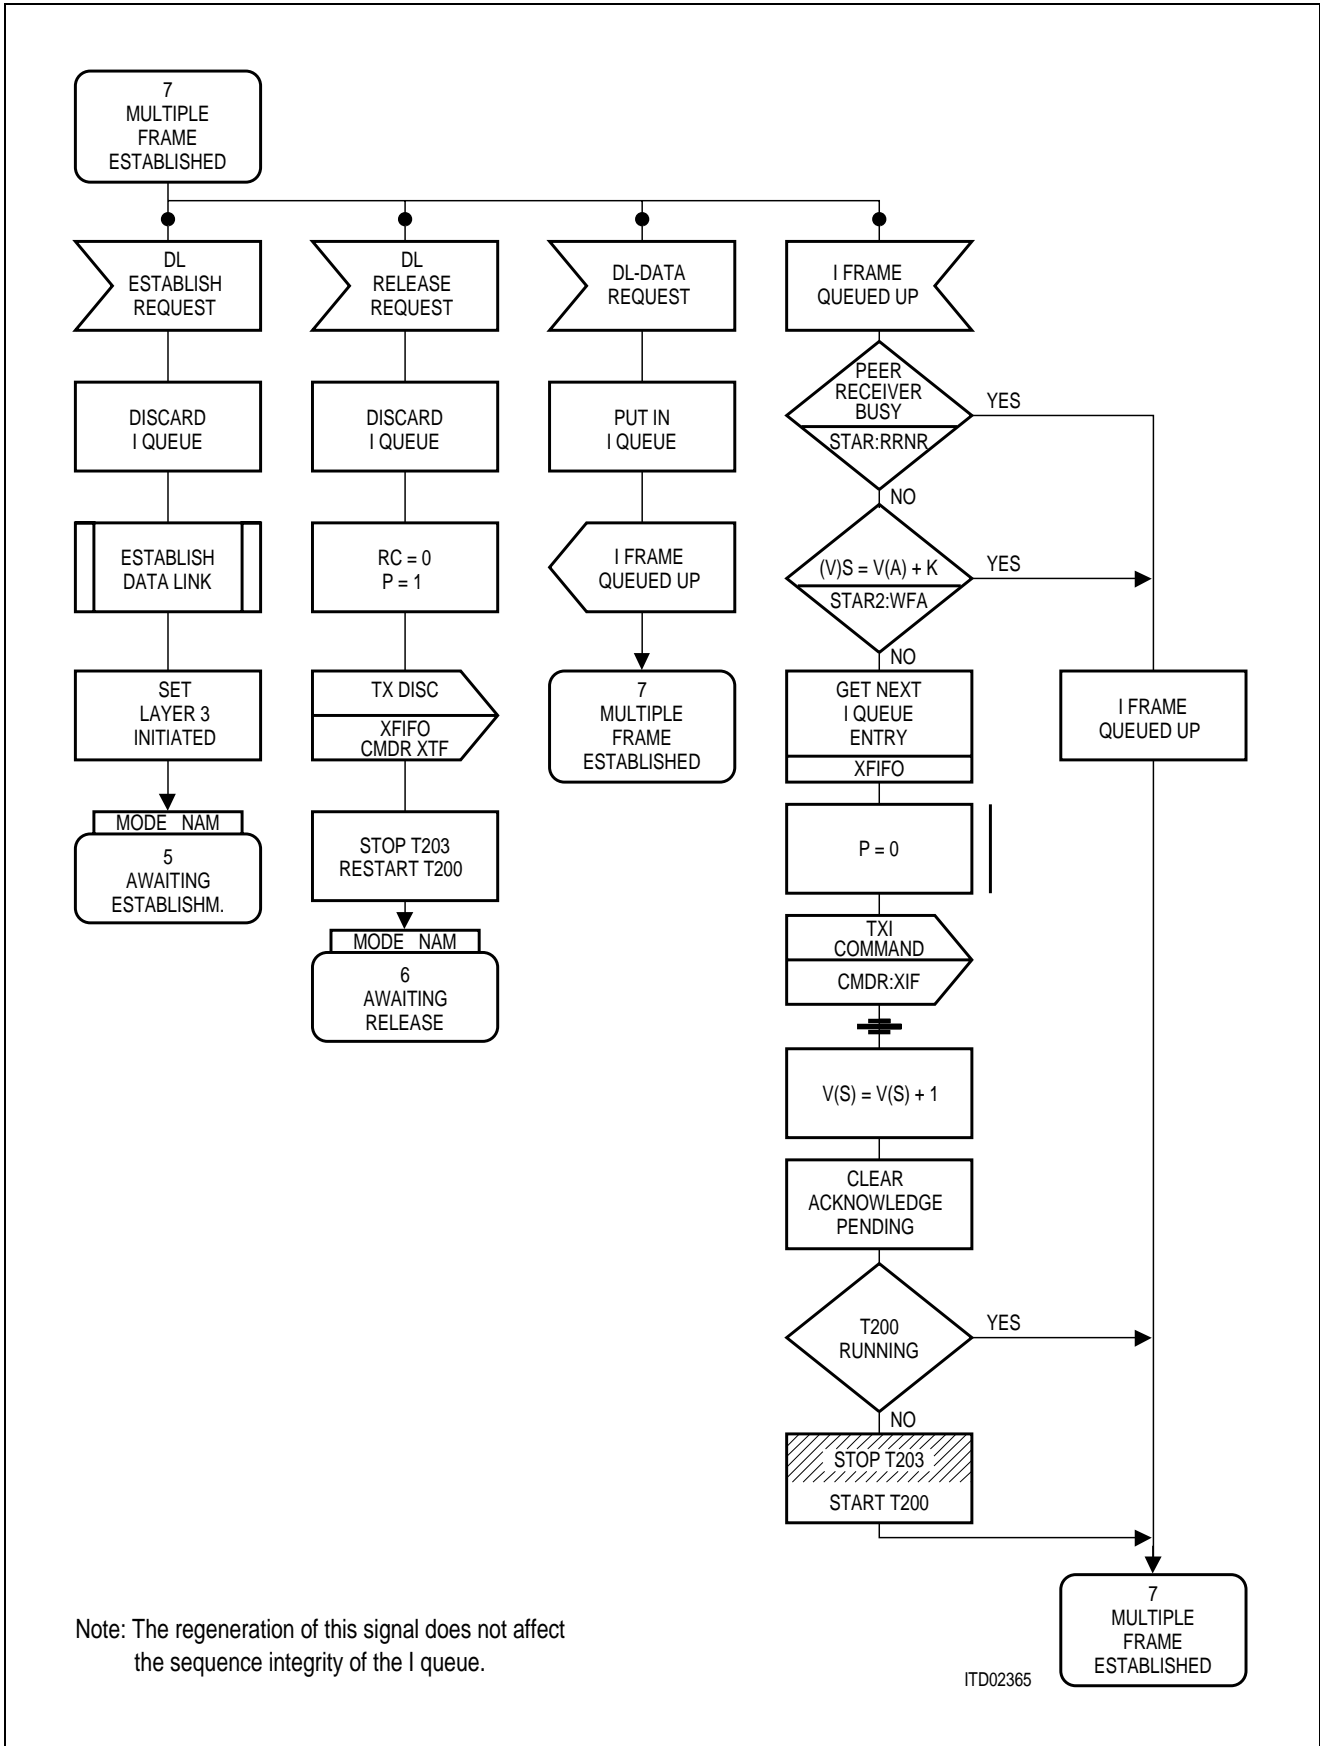 7
MULTIPLE
FRAME
ESTABLISHED
DL
ESTABLISH
REQUEST
DISCARD
I QUEUE
ESTABLISH
DATA LINK
SET
LAYER 3
INITIATED
MODE NAM
5
AWAITING
ESTABLISHM.
DL
RELEASE
REQUEST
DISCARD
I QUEUE
RC = 0
P = 1
TX DISC
XFIFO
CMDR XTF
STOP T203
RESTART T200
MODE NAM
6
AWAITING
RELEASE
DL-DATA
REQUEST
PUT IN
I QUEUE
I FRAME
QUEUED UP
7
MULTIPLE
FRAME
ESTABLISHED
I FRAME
QUEUED UP
PEER
RECEIVER
BUSY
STAR:RRNR
YES
NO
(V)S = V(A) + K
STAR2:WFA
YES
NO
GET NEXT
I QUEUE
ENTRY
XFIFO
I FRAME
QUEUED UP
P = 0
TXI
COMMAND
CMDR:XIF
V(S) = V(S) + 1
CLEAR
ACKNOWLEDGE
PENDING
T200
RUNNING
YES
NO
STOP T203
START T200
7
MULTIPLE
FRAME
ESTABLISHED
Note: The regeneration of this signal does not affect
the sequence integrity of the I queue.
ITD02365